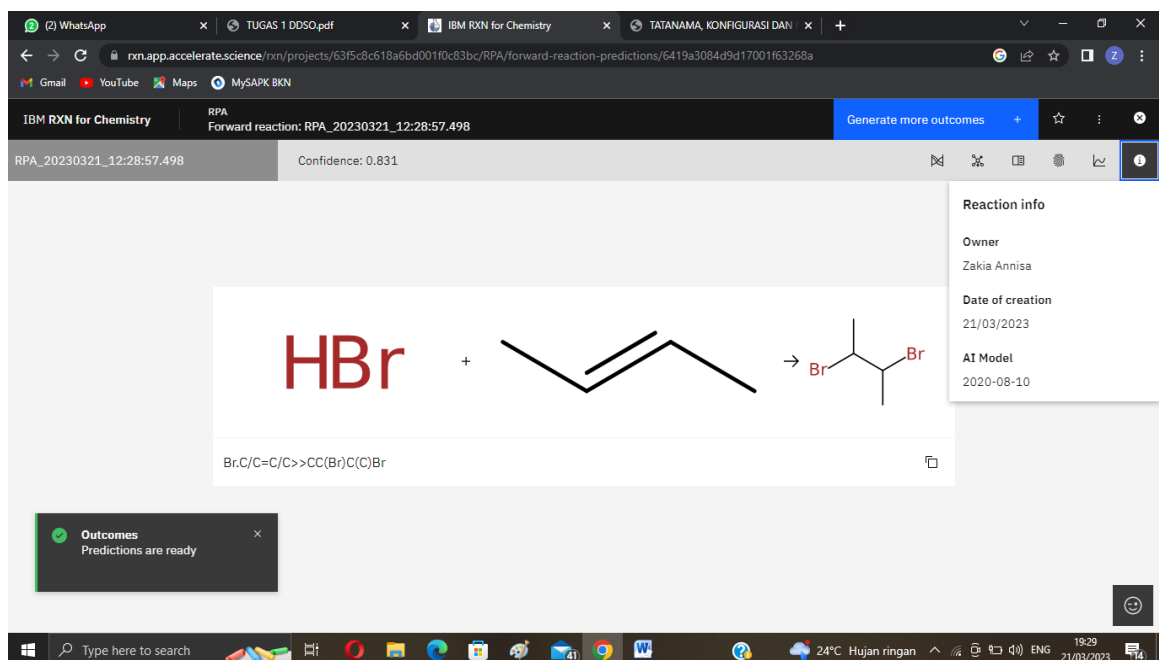 2 (2) WhatsApp
TUGAS 1 DDSO.pdf
IBM RXN for Chemistry
TATANAMA, KONFIGURASI DAN
rxn.app.accelerate.science/rxn/projects/63f5c8c618a6bd001f0c83bc/RPA/forward-reaction-predictions/6419a3084d9d17001f63268a
Z
Gmail
YouTube
Maps
MySAPK BKN
IBM RXN for Chemistry
RPA
Forward reaction: RPA_20230321_12:28:57.498
Generate more outcomes +
RPA_20230321_12:28:57.498
Confidence: 0.831
Reaction info
Owner
Zakia Annisa
Date of creation
21/03/2023
AI Model
2020-08-10
HBr + → Br Br
Br.C/C=C/C>>CC(Br)C(C)Br
Outcomes
Predictions are ready
Type here to search
41
24°C Hujan ringan
ENG
19:29
21/03/2023
14